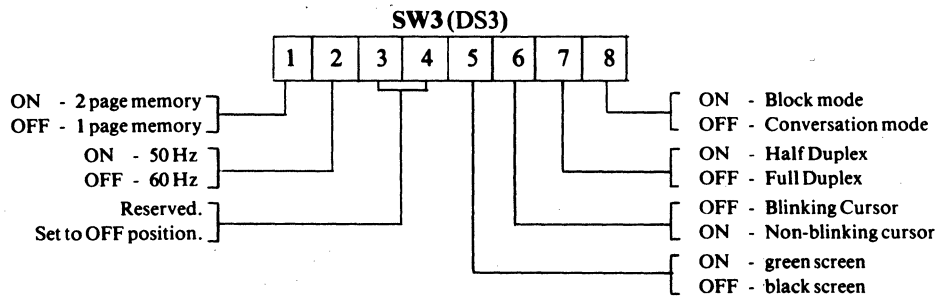 SW3 (DS3)
1 2 3 4 5 6 7 8
ON - 2 page memory
OFF - 1 page memory
ON - 50 Hz
OFF - 60 Hz
Reserved.
Set to OFF position.
ON - Block mode
OFF - Conversation mode
ON - Half Duplex
OFF - Full Duplex
OFF - Blinking Cursor
ON - Non-blinking cursor
ON - green screen
OFF - black screen